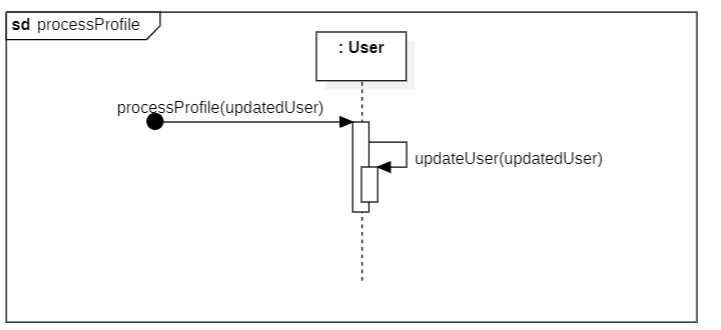 sd processProfile
: User
processProfile(updatedUser)
updateUser(updatedUser)